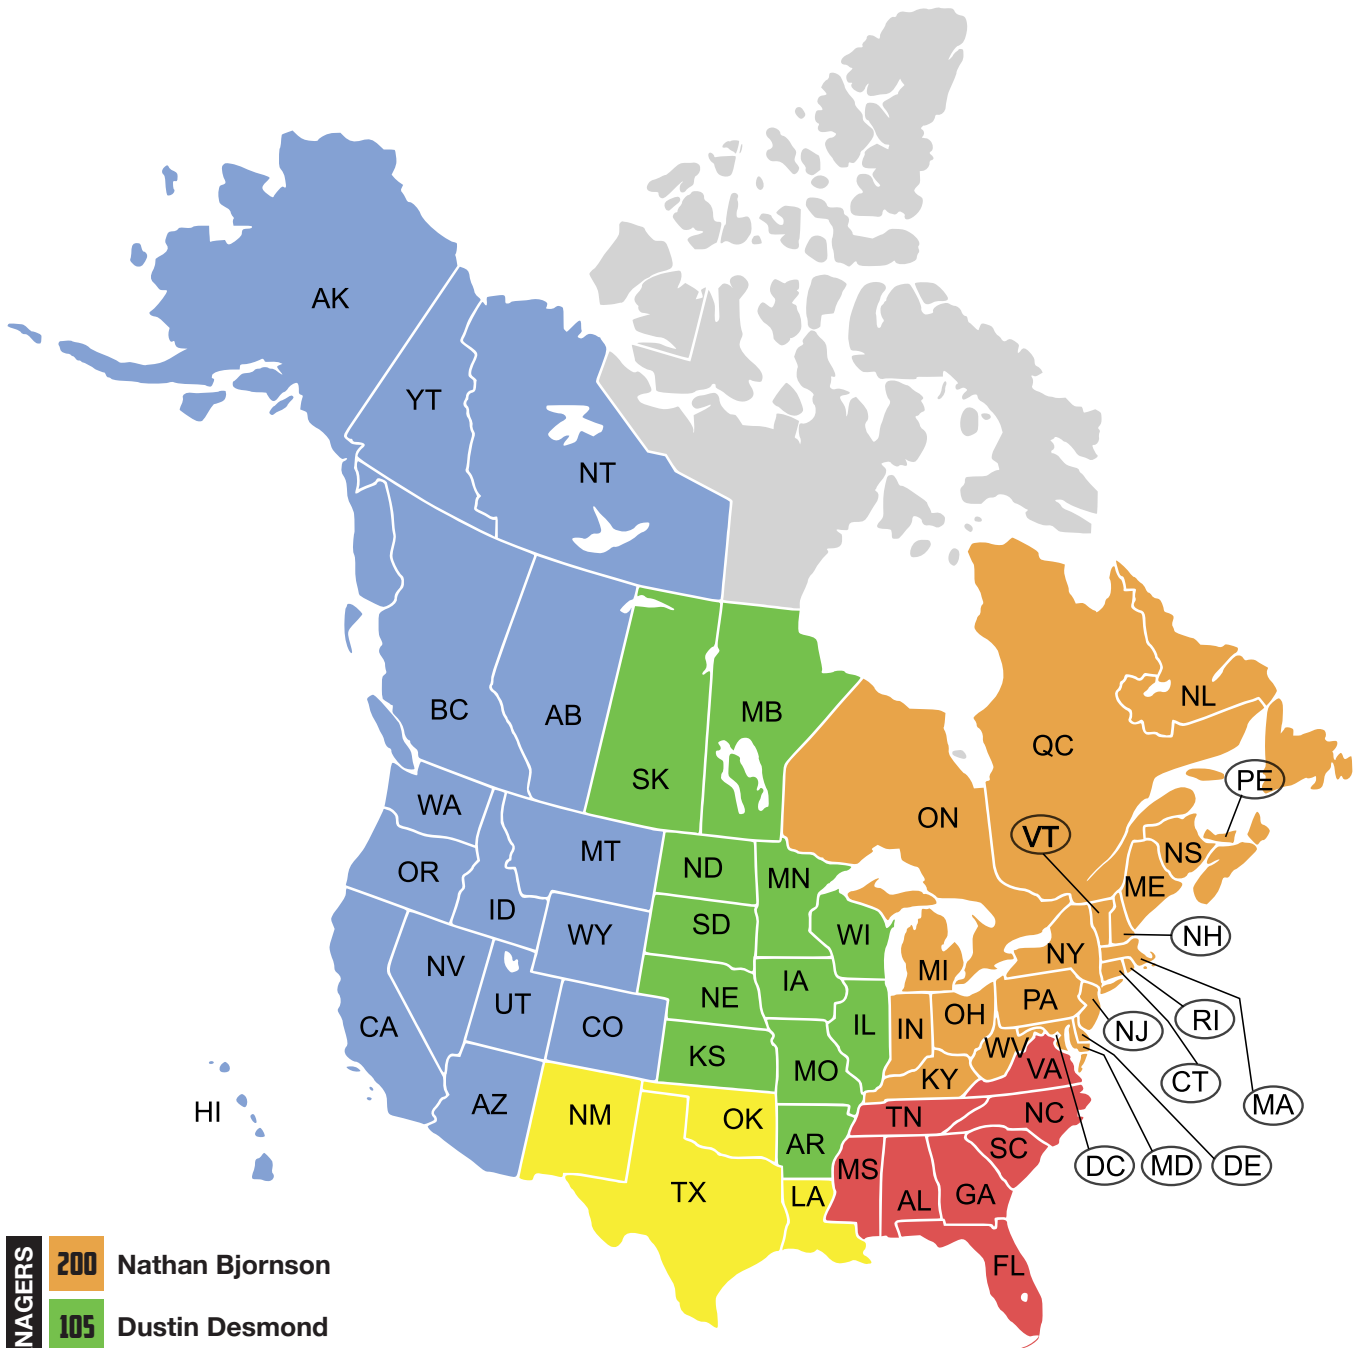 AK
YT
NT
BC
AB
SK
MB
NL
QC
PE
ON
VT
WA
MT
ND
MN
NS
OR
ME
ID
SD
WI
NH
WY
NY
NV
MI
IA
UT
NE
PA
CO
IL
IN
OH
RI
CA
NJ
KS
WV
MO
VA
KY
CT
AZ
HI
NM
OK
TN
NC
MA
AR
SC
MS
DC
MD
DE
TX
LA
AL
GA
FL
NAGERS
200 Nathan Bjornson
105 Dustin Desmond